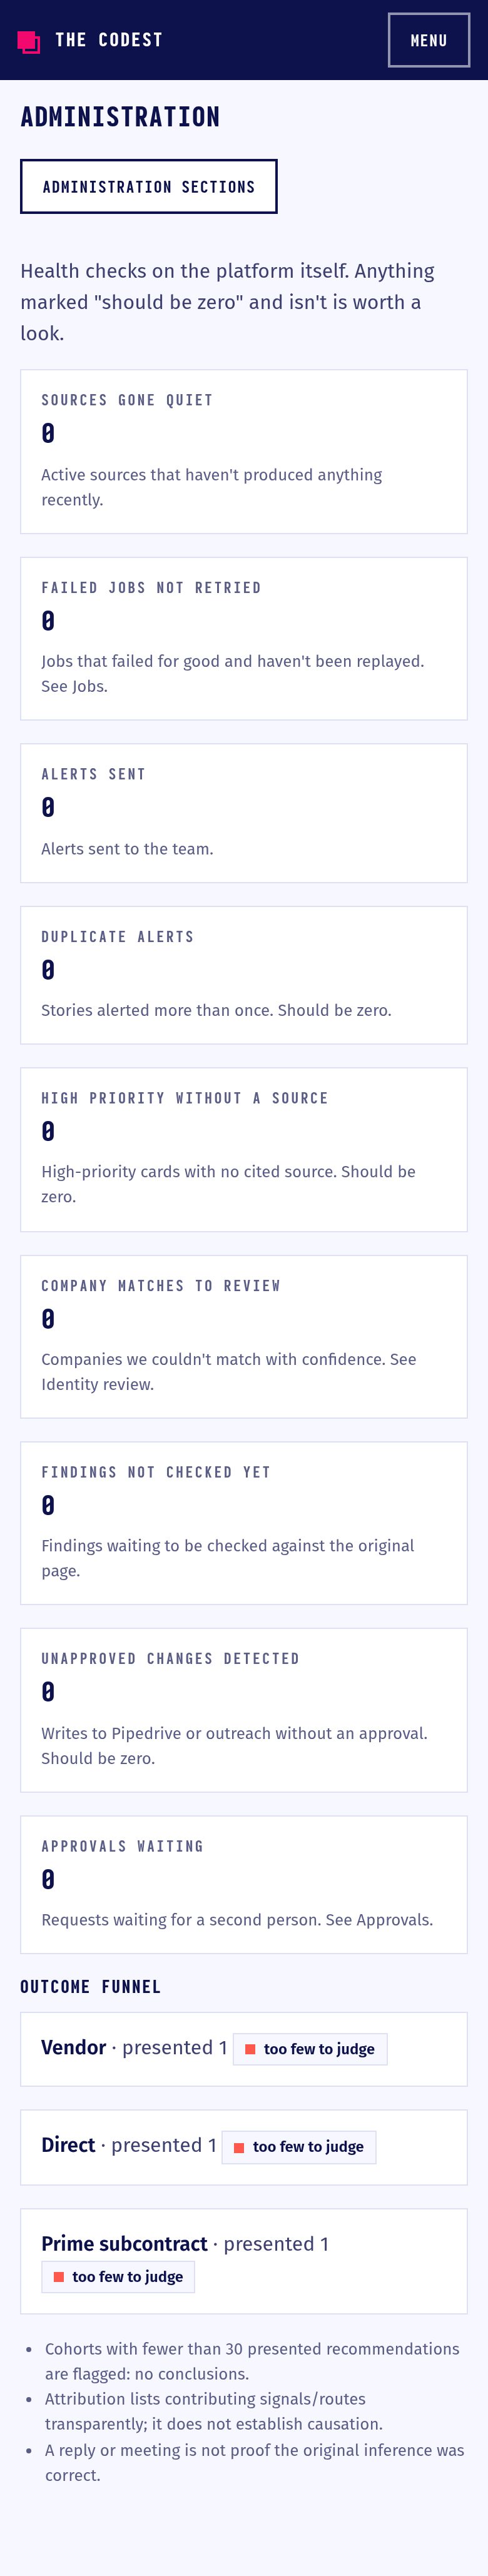 THE CODEST
MENU
ADMINISTRATION
ADMINISTRATION SECTIONS
Health checks on the platform itself. Anything
marked "should be zero" and isn't is worth a
look.
SOURCES GONE QUIET
0
Active sources that haven't produced anything
recently.
FAILED JOBS NOT RETRIED
0
Jobs that failed for good and haven't been replayed.
See Jobs.
ALERTS SENT
0
Alerts sent to the team.
DUPLICATE ALERTS
0
Stories alerted more than once. Should be zero.
HIGH PRIORITY WITHOUT A SOURCE
0
High-priority cards with no cited source. Should be
zero.
COMPANY MATCHES TO REVIEW
0
Companies we couldn't match with confidence. See
Identity review.
FINDINGS NOT CHECKED YET
0
Findings waiting to be checked against the original
page.
UNAPPROVED CHANGES DETECTED
0
Writes to Pipedrive or outreach without an approval.
Should be zero.
APPROVALS WAITING
0
Requests waiting for a second person. See Approvals.
OUTCOME FUNNEL
Vendor · presented 1 too few to judge
Direct · presented 1 too few to judge
Prime subcontract · presented 1
too few to judge
• Cohorts with fewer than 30 presented recommendations
are flagged: no conclusions.
• Attribution lists contributing signals/routes
transparently; it does not establish causation.
• A reply or meeting is not proof the original inference was
correct.